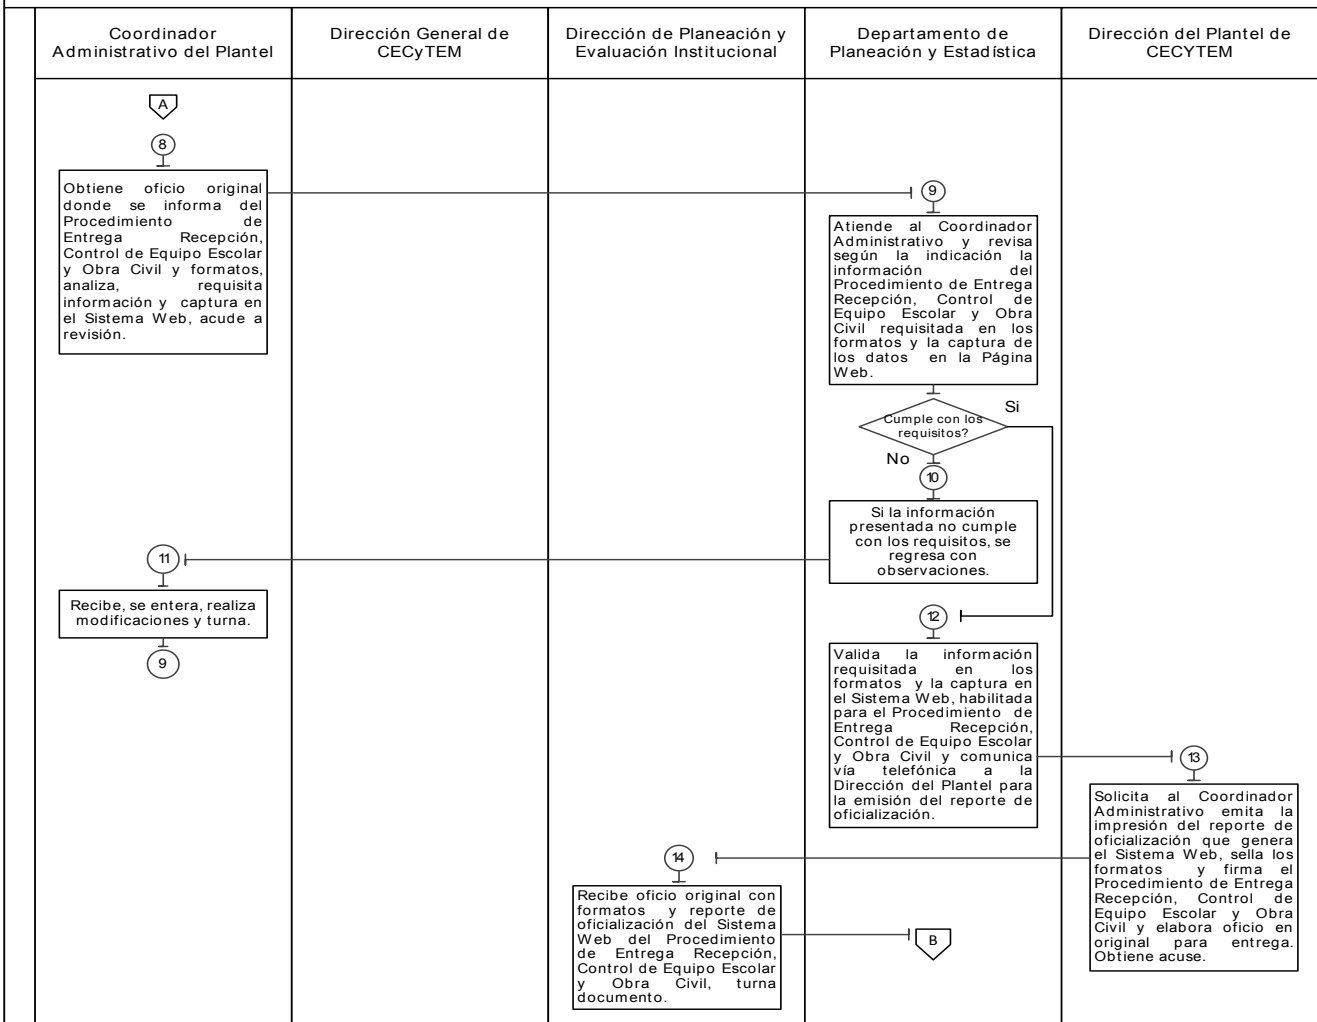 Coordinador
Administrativo del Plantel
Dirección General de
CECyTEM
Dirección de Planeación y
Evaluación Institucional
Departamento de
Planeación y Estadística
Dirección del Plantel de
CECYTEM
A
8
Obtiene oficio original
donde se informa del
Procedimiento de
Entrega Recepción,
Control de Equipo Escolar
y Obra Civil y formatos,
analiza, requisita
información y captura en
el Sistema Web, acude a
revisión.
9
Atiende al Coordinador
Administrativo y revisa
según la indicación la
información del
Procedimiento de Entrega
Recepción, Control de
Equipo Escolar y Obra
Civil requisitada en los
formatos y la captura de
los datos en la Página
Web.
Cumple con los
requisitos?
Si
No
10
Si la información
presentada no cumple
con los requisitos, se
regresa con
observaciones.
11
Recibe, se entera, realiza
modificaciones y turna.
9
12
Valida la información
requisitada en los
formatos y la captura en
el Sistema Web, habilitada
para el Procedimiento de
Entrega Recepción,
Control de Equipo Escolar
y Obra Civil y comunica
vía telefónica a la
Dirección del Plantel para
la emisión del reporte de
oficialización.
13
Solicita al Coordinador
Administrativo emita la
impresión del reporte de
oficialización que genera
el Sistema Web, sella los
formatos y firma el
Procedimiento de Entrega
Recepción, Control de
Equipo Escolar y Obra
Civil y elabora oficio en
original para entrega.
Obtiene acuse.
14
Recibe oficio original con
formatos y reporte de
oficialización del Sistema
Web del Procedimiento
de Entrega Recepción,
Control de Equipo Escolar
y Obra Civil, turna
documento.
B